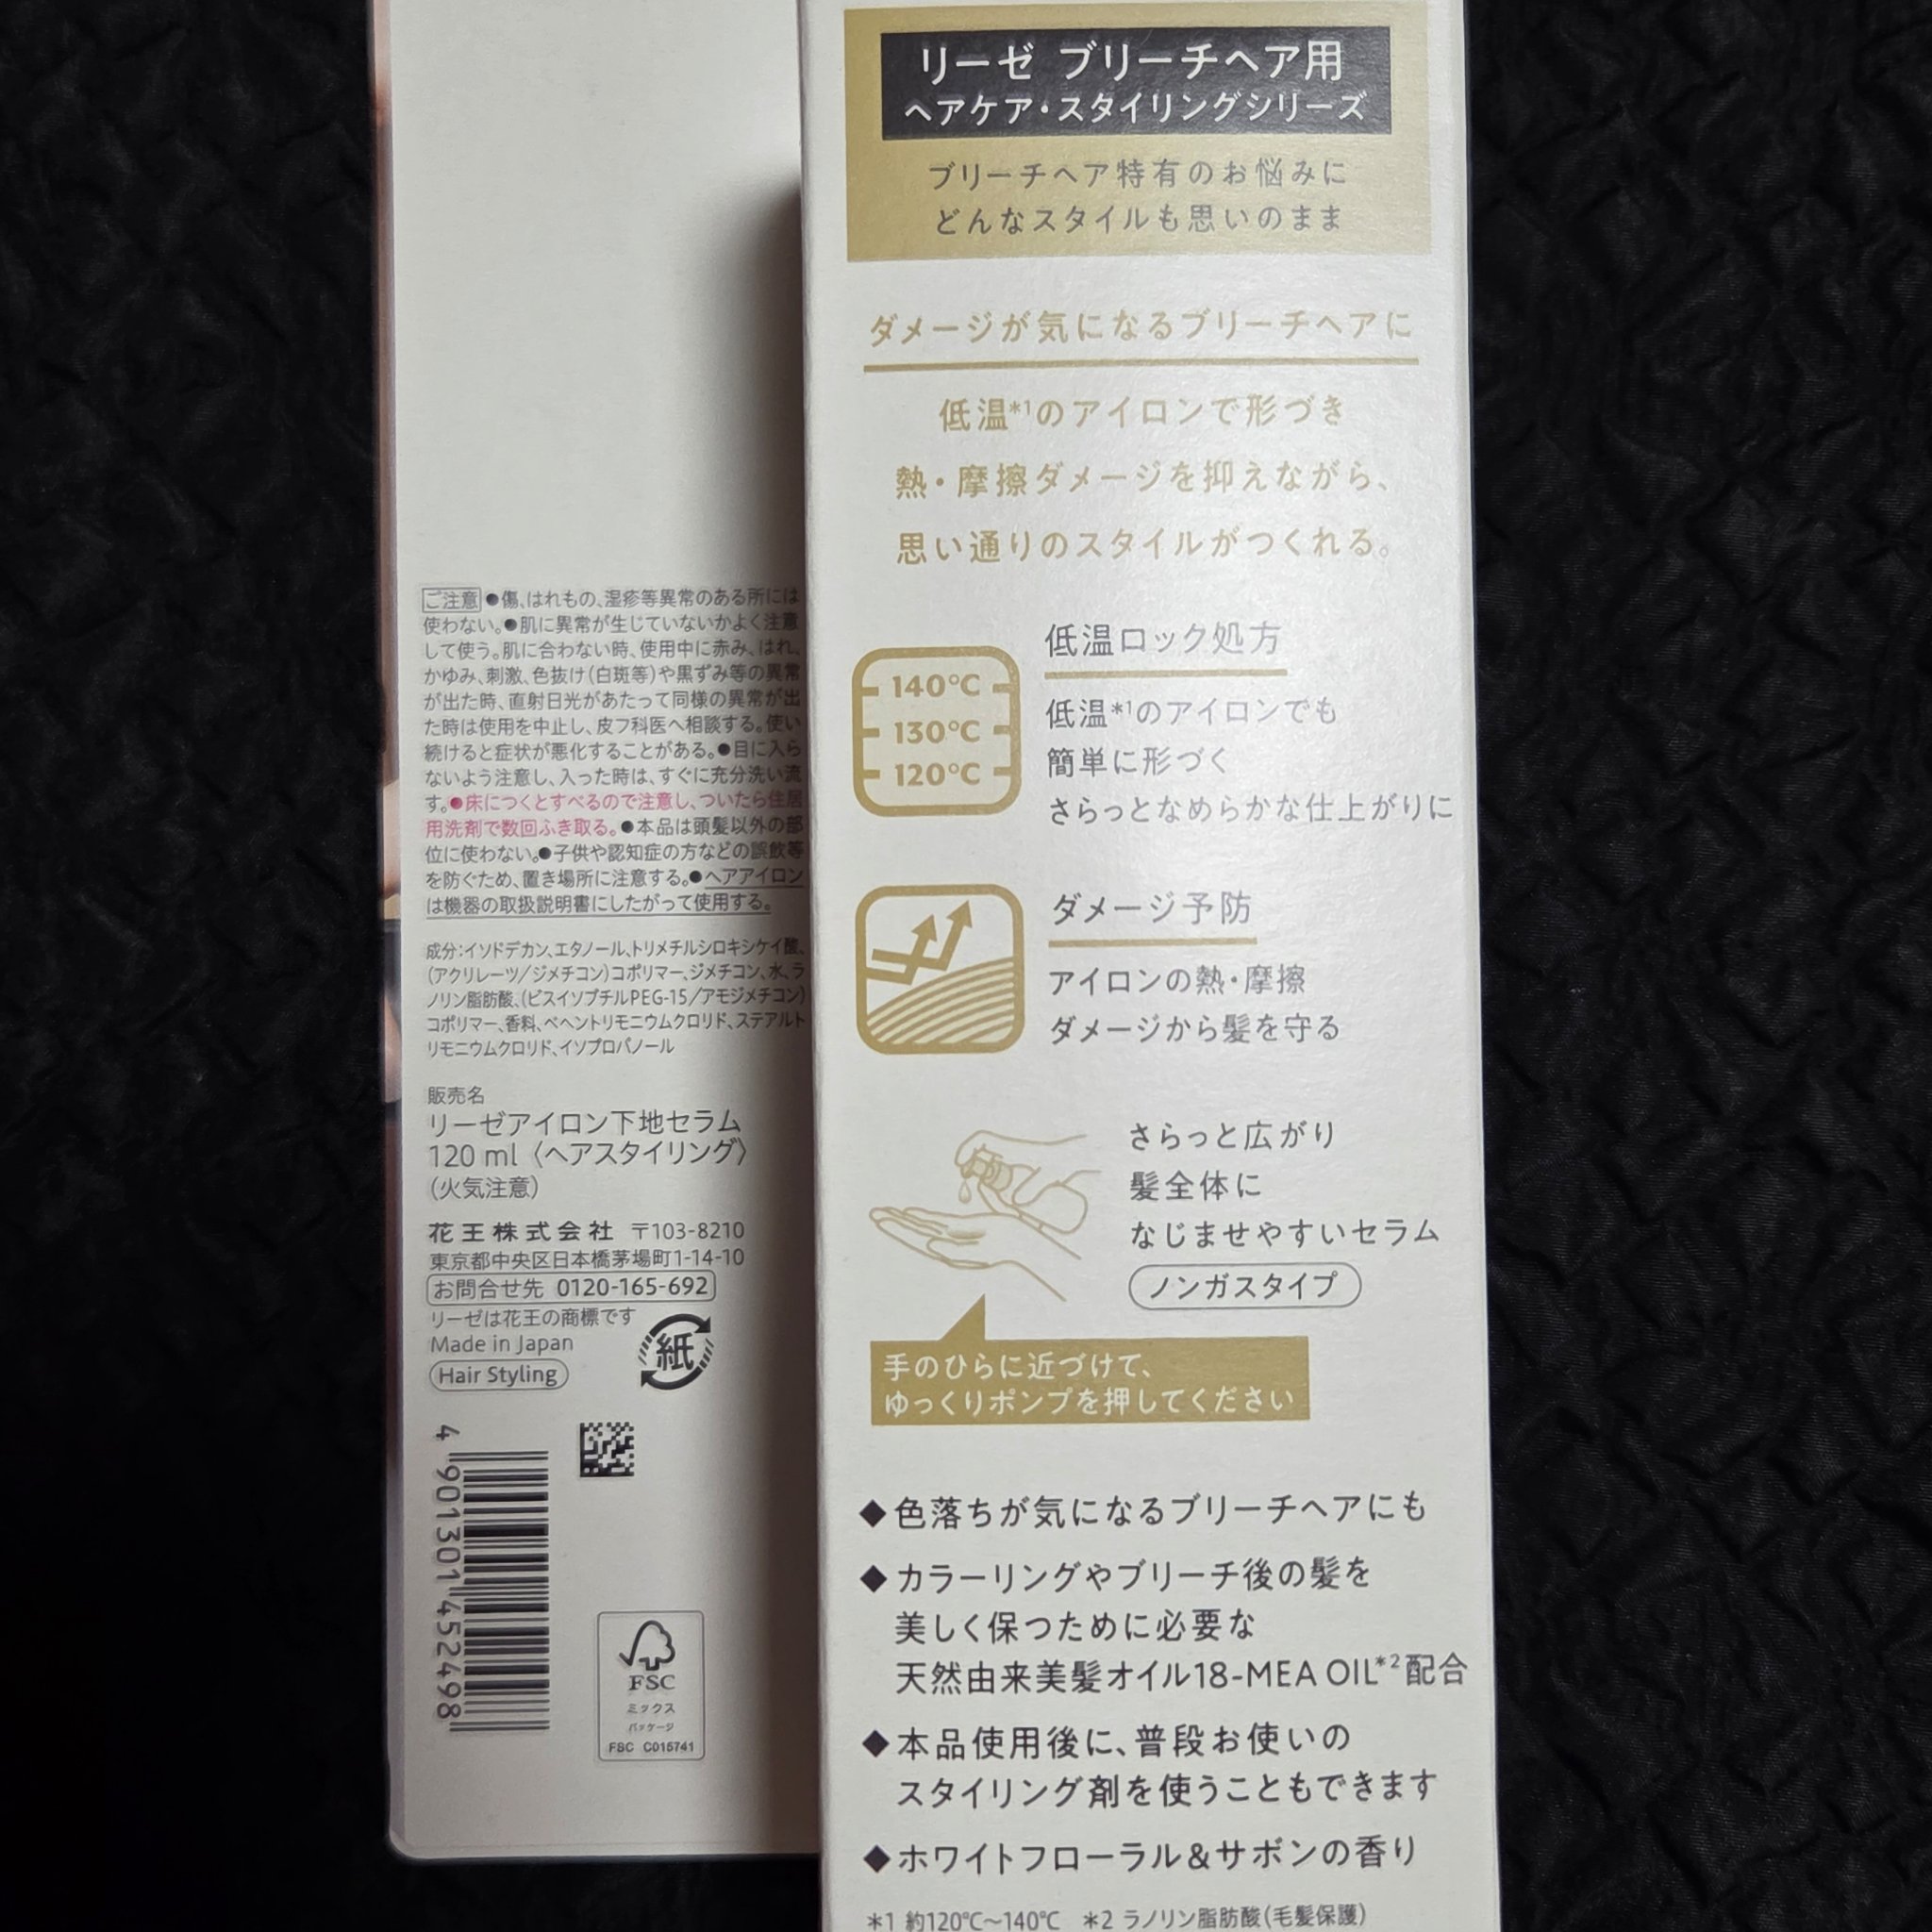 ご注意 ●傷、はれもの、湿疹等異常のある所には
使わない。●肌に異常が生じていないかよく注意
して使う。肌に合わない時、使用中に赤み、はれ、
かゆみ、刺激、色抜け(白斑等)や黒ずみ等の異常
が出た時、直射日光があたって同様の異常が出
た時は使用を中止し、皮フ科医へ相談する。使い
続けると症状が悪化することがある。●目に入ら
ないよう注意し、入った時は、すぐに充分洗い流
す。●床につくとすべるので注意し、ついたら住居
用洗剤で数回ふき取る。●本品は頭髪以外の部
位に使わない。●子供や認知症の方などの誤飲等
を防ぐため、置き場所に注意する。●ヘアアイロン
は機器の取扱説明書にしたがって使用する。
成分:イソドデカン、エタノール、トリメチルシロキシケイ酸、
(アクリレーツ/ジメチコン)コポリマー、ジメチコン、水、ラ
ノリン脂肪酸、(ビスイソブチルPEG-15/アモジメチコン)
コポリマー、香料、ベヘントリモニウムクロリド、ステアルト
リモニウムクロリド、イソプロパノール
販売名
リーゼアイロン下地セラム
120 ml〈ヘアスタイリング〉
(火気注意)
花王株式会社 〒103-8210
東京都中央区日本橋茅場町1-14-10
お問合せ先 0120-165-692
リーゼは花王の商標です
Made in Japan
Hair Styling
紙
4 901301 452498
FSC
ミックス
パッケージ
FSC C015741
リーゼ ブリーチヘア用
ヘアケア・スタイリングシリーズ
ブリーチヘア特有のお悩みに
どんなスタイルも思いのまま
ダメージが気になるブリーチヘアに
低温*1のアイロンで形づき
熱・摩擦ダメージを抑えながら、
思い通りのスタイルがつくれる。
140℃
130℃
120℃
低温ロック処方
低温*1のアイロンでも
簡単に形づく
さらっとなめらかな仕上がりに
ダメージ予防
アイロンの熱・摩擦
ダメージから髪を守る
さらっと広がり
髪全体に
なじませやすいセラム
ノンガスタイプ
手のひらに近づけて、
ゆっくりポンプを押してください
◆色落ちが気になるブリーチヘアにも
◆カラーリングやブリーチ後の髪を
美しく保つために必要な
天然由来美髪オイル18-MEA OIL*2配合
◆本品使用後に、普段お使いの
スタイリング剤を使うこともできます
◆ホワイトフローラル&サボンの香り
*1 約120℃〜140℃ *2 ラノリン脂肪酸(毛髪保護)